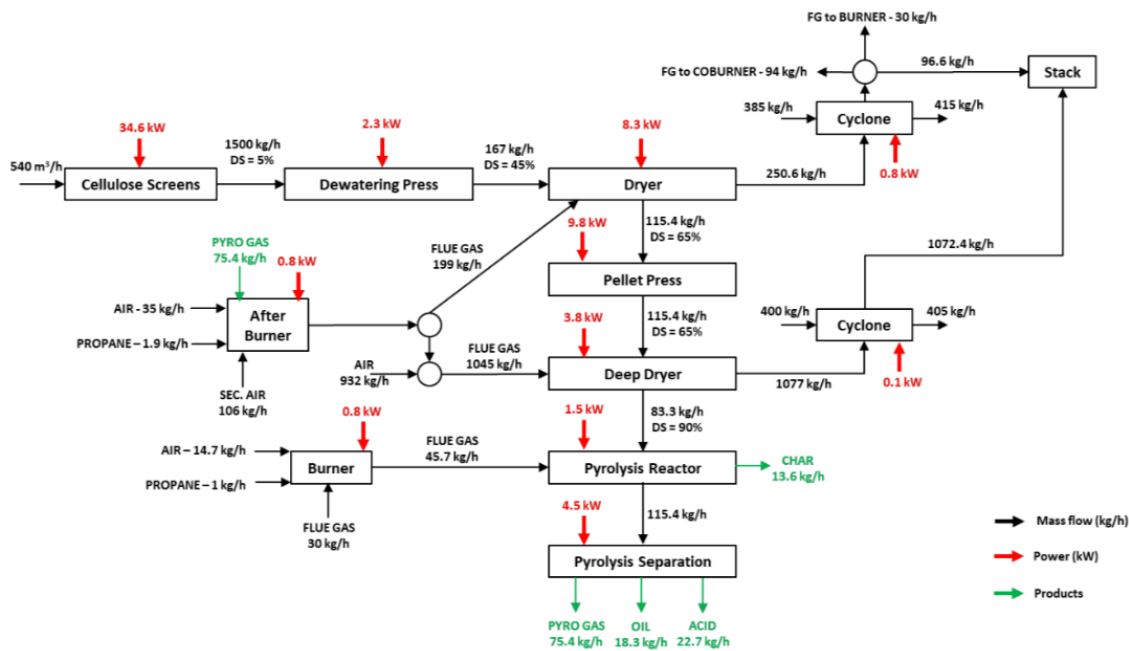 FG to BURNER - 30 kg/h
FG to COBURNER - 94 kg/h
96.6 kg/h
Stack
385 kg/h
415 kg/h
Cyclone
34.6 kW
2.3 kW
8.3 kW
0.8 kW
540 m³/h
1500 kg/h
DS = 5%
167 kg/h
DS = 45%
Cellulose Screens
Dewatering Press
Dryer
250.6 kg/h
115.4 kg/h
DS = 65%
9.8 kW
1072.4 kg/h
PYRO GAS
75.4 kg/h
0.8 kW
FLUE GAS
199 kg/h
Pellet Press
AIR - 35 kg/h
After
Burner
PROPANE – 1.9 kg/h
3.8 kW
115.4 kg/h
DS = 65%
400 kg/h
405 kg/h
Cyclone
AIR
932 kg/h
FLUE GAS
1045 kg/h
Deep Dryer
1077 kg/h
0.1 kW
SEC. AIR
106 kg/h
0.8 kW
1.5 kW
83.3 kg/h
DS = 90%
AIR – 14.7 kg/h
Burner
FLUE GAS
45.7 kg/h
Pyrolysis Reactor
CHAR
13.6 kg/h
PROPANE – 1 kg/h
FLUE GAS
30 kg/h
4.5 kW
115.4 kg/h
Pyrolysis Separation
PYRO GAS
75.4 kg/h
OIL
18.3 kg/h
ACID
22.7 kg/h
Mass flow (kg/h)
Power (kW)
Products